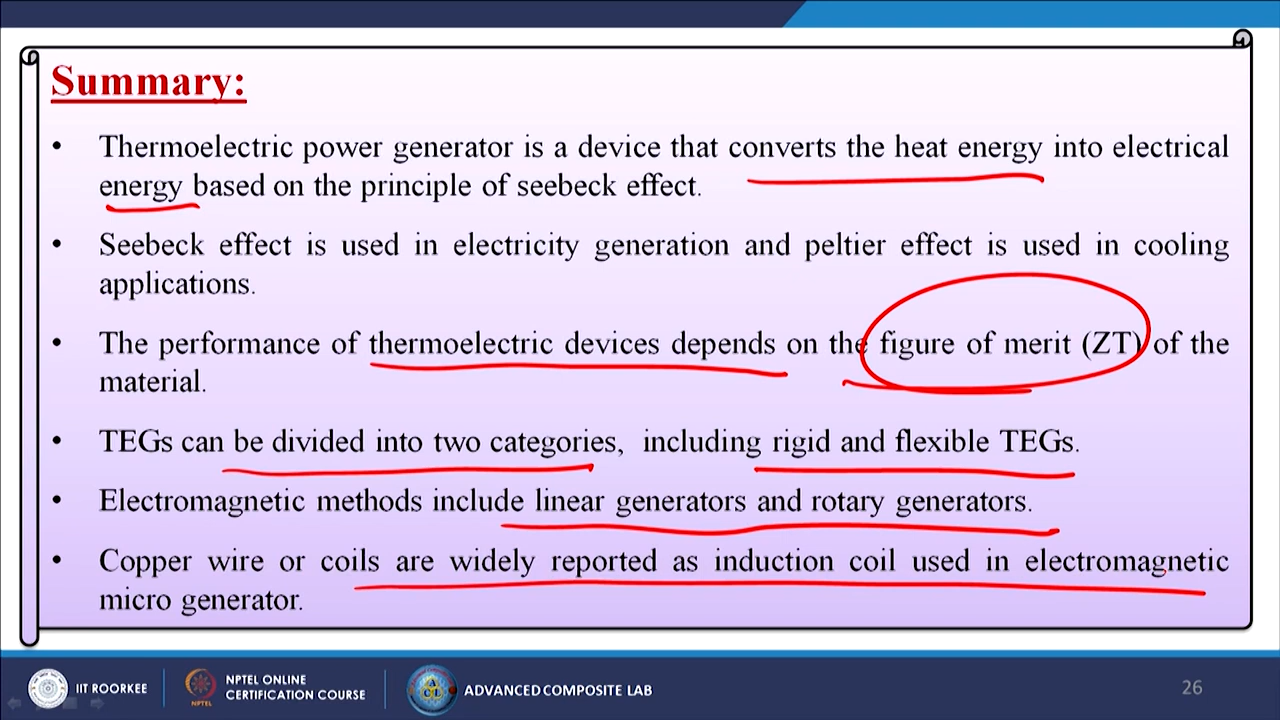 Summary:
• Thermoelectric power generator is a device that converts the heat energy into electrical
energy based on the principle of seebeck effect.
• Seebeck effect is used in electricity generation and peltier effect is used in cooling
applications.
• The performance of thermoelectric devices depends on the figure of merit (ZT) of the
material.
• TEGs can be divided into two categories, including rigid and flexible TEGs.
• Electromagnetic methods include linear generators and rotary generators.
• Copper wire or coils are widely reported as induction coil used in electromagnetic
micro generator.
IIT ROORKEE
NPTEL
NPTEL ONLINE
CERTIFICATION COURSE
ADVANCED COMPOSITE LAB
26